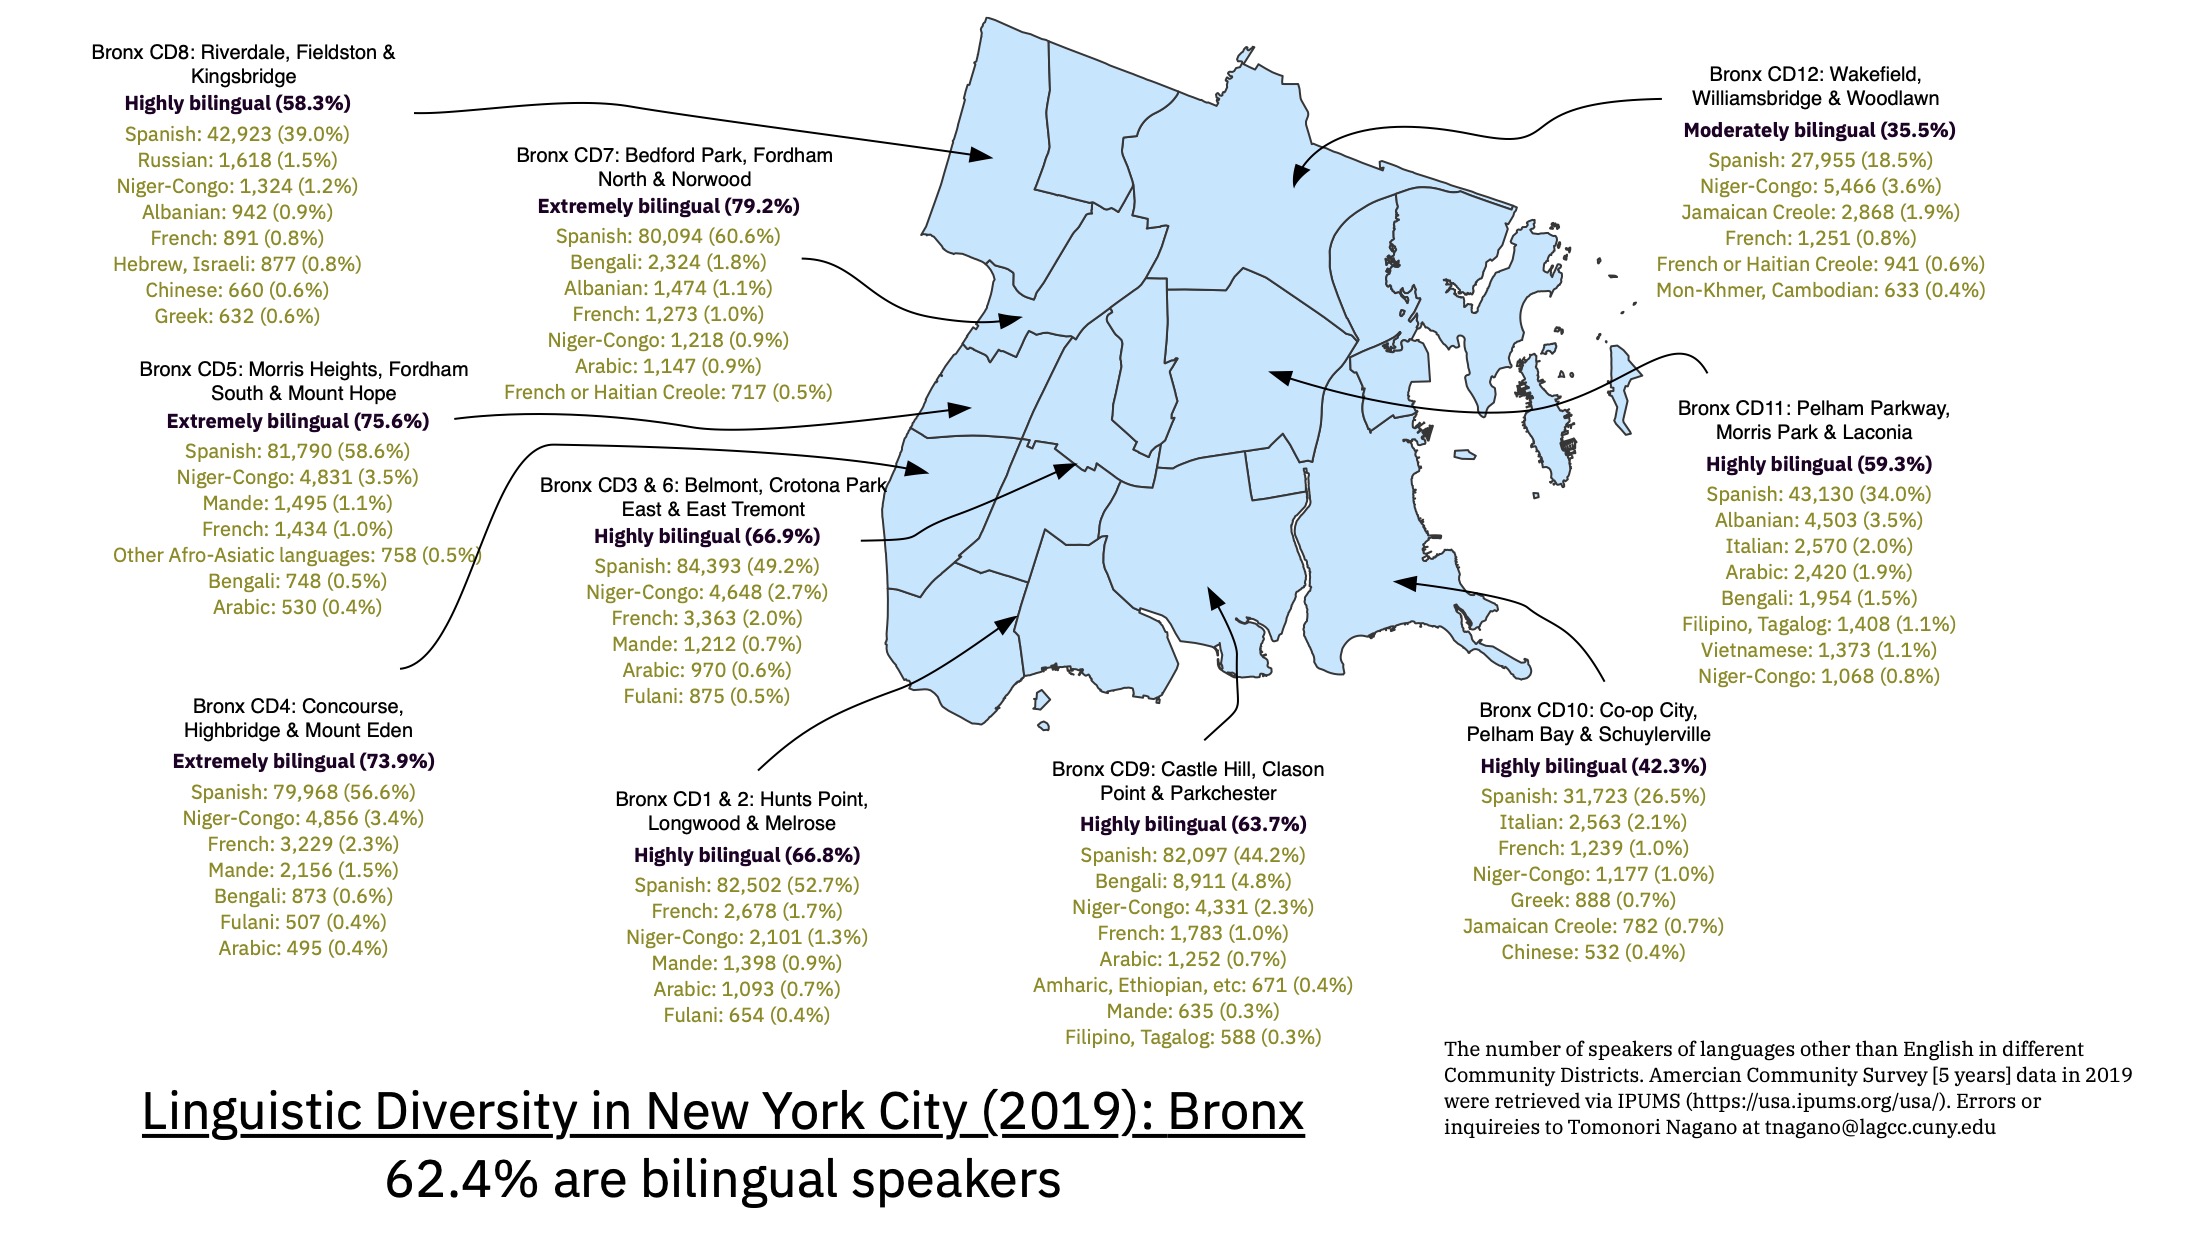 Bronx CD8: Riverdale, Fieldston &
Kingsbridge
Highly bilingual (58.3%)
Spanish: 42,923 (39.0%)
Russian: 1,618 (1.5%)
Niger-Congo: 1,324 (1.2%)
Albanian: 942 (0.9%)
French: 891 (0.8%)
Hebrew, Israeli: 877 (0.8%)
Chinese: 660 (0.6%)
Greek: 632 (0.6%)
Bronx CD7: Bedford Park, Fordham
North & Norwood
Extremely bilingual (79.2%)
Spanish: 80,094 (60.6%)
Bengali: 2,324 (1.8%)
Albanian: 1,474 (1.1%)
French: 1,273 (1.0%)
Niger-Congo: 1,218 (0.9%)
Arabic: 1,147 (0.9%)
French or Haitian Creole: 717 (0.5%)
Bronx CD12: Wakefield,
Williamsbridge & Woodlawn
Moderately bilingual (35.5%)
Spanish: 27,955 (18.5%)
Niger-Congo: 5,466 (3.6%)
Jamaican Creole: 2,868 (1.9%)
French: 1,251 (0.8%)
French or Haitian Creole: 941 (0.6%)
Mon-Khmer, Cambodian: 633 (0.4%)
Bronx CD5: Morris Heights, Fordham
South & Mount Hope
Extremely bilingual (75.6%)
Spanish: 81,790 (58.6%)
Niger-Congo: 4,831 (3.5%)
Mande: 1,495 (1.1%)
French: 1,434 (1.0%)
Other Afro-Asiatic languages: 758 (0.5%)
Bengali: 748 (0.5%)
Arabic: 530 (0.4%)
Bronx CD3 & 6: Belmont, Crotona Park
East & East Tremont
Highly bilingual (66.9%)
Spanish: 84,393 (49.2%)
Niger-Congo: 4,648 (2.7%)
French: 3,363 (2.0%)
Mande: 1,212 (0.7%)
Arabic: 970 (0.6%)
Fulani: 875 (0.5%)
Bronx CD11: Pelham Parkway,
Morris Park & Laconia
Highly bilingual (59.3%)
Spanish: 43,130 (34.0%)
Albanian: 4,503 (3.5%)
Italian: 2,570 (2.0%)
Arabic: 2,420 (1.9%)
Bengali: 1,954 (1.5%)
Filipino, Tagalog: 1,408 (1.1%)
Vietnamese: 1,373 (1.1%)
Niger-Congo: 1,068 (0.8%)
Bronx CD4: Concourse,
Highbridge & Mount Eden
Extremely bilingual (73.9%)
Spanish: 79,968 (56.6%)
Niger-Congo: 4,856 (3.4%)
French: 3,229 (2.3%)
Mande: 2,156 (1.5%)
Bengali: 873 (0.6%)
Fulani: 507 (0.4%)
Arabic: 495 (0.4%)
Bronx CD1 & 2: Hunts Point,
Longwood & Melrose
Highly bilingual (66.8%)
Spanish: 82,502 (52.7%)
French: 2,678 (1.7%)
Niger-Congo: 2,101 (1.3%)
Mande: 1,398 (0.9%)
Arabic: 1,093 (0.7%)
Fulani: 654 (0.4%)
Bronx CD9: Castle Hill, Clason
Point & Parkchester
Highly bilingual (63.7%)
Spanish: 82,097 (44.2%)
Bengali: 8,911 (4.8%)
Niger-Congo: 4,331 (2.3%)
French: 1,783 (1.0%)
Arabic: 1,252 (0.7%)
Amharic, Ethiopian, etc: 671 (0.4%)
Mande: 635 (0.3%)
Filipino, Tagalog: 588 (0.3%)
Bronx CD10: Co-op City,
Pelham Bay & Schuylerville
Highly bilingual (42.3%)
Spanish: 31,723 (26.5%)
Italian: 2,563 (2.1%)
French: 1,239 (1.0%)
Niger-Congo: 1,177 (1.0%)
Greek: 888 (0.7%)
Jamaican Creole: 782 (0.7%)
Chinese: 532 (0.4%)
Linguistic Diversity in New York City (2019): Bronx
62.4% are bilingual speakers
The number of speakers of languages other than English in different
Community Districts. Amercian Community Survey [5 years] data in 2019
were retrieved via IPUMS (https://usa.ipums.org/usa/). Errors or
inquireies to Tomonori Nagano at tnagano@lagcc.cuny.edu